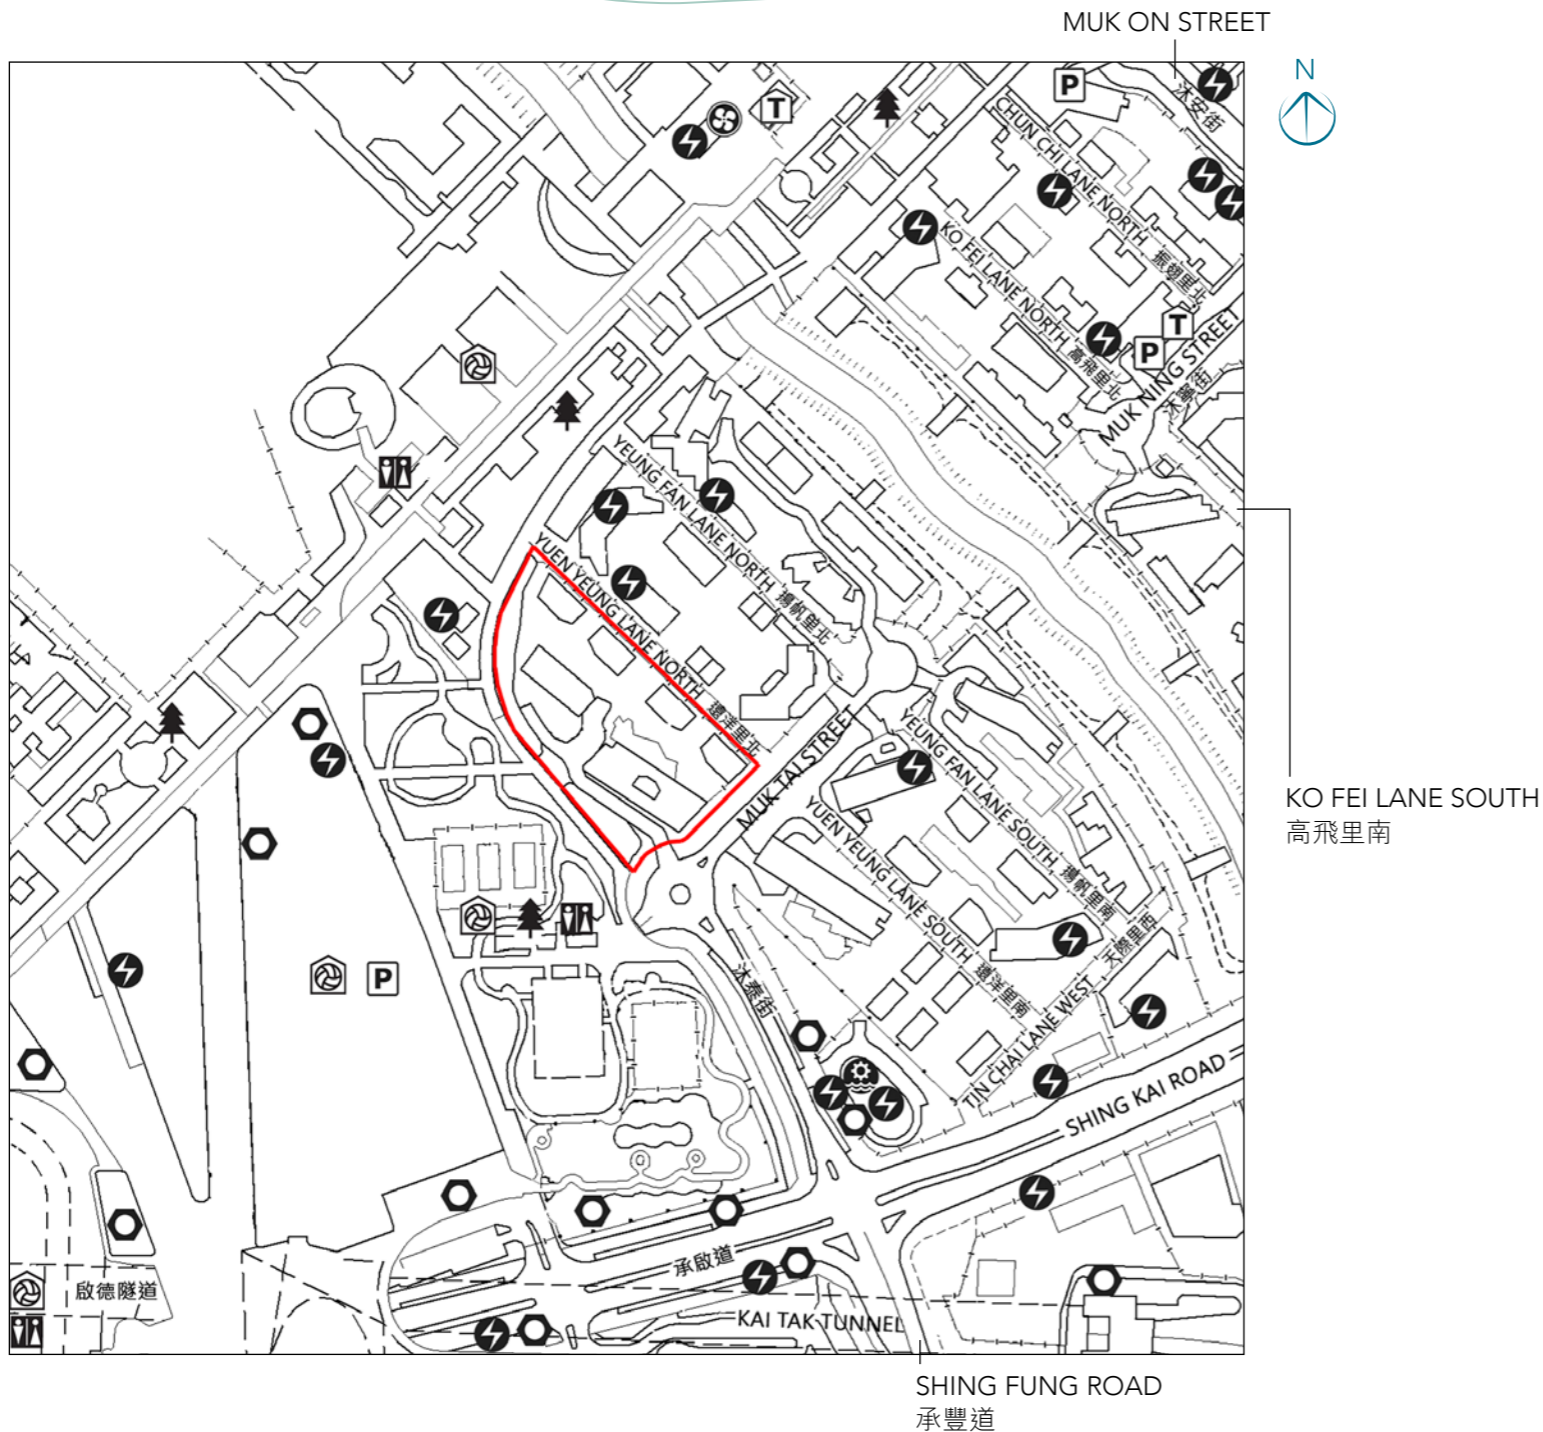 MUK ON STREET
N
沐安街
P
T
CHUN CHI LANE NORTH 振翅里北
KO FEI LANE NORTH 高飛里北
T
P
MUK NING STREET
沐寧街
YEUNG FAN LANE NORTH 揚帆里北
YUEN YEUNG LANE NORTH 遠洋里北
MUK TAI STREET
YEUNG FAN LANE SOUTH 揚帆里南
YUEN YEUNG LANE SOUTH 遠洋里南
KO FEI LANE SOUTH
高飛里南
P
沐泰街
天際里西
TIN CHAI LANE WEST
SHING KAI ROAD
承啟道
啟德隧道
KAI TAK TUNNEL
SHING FUNG ROAD
承豐道